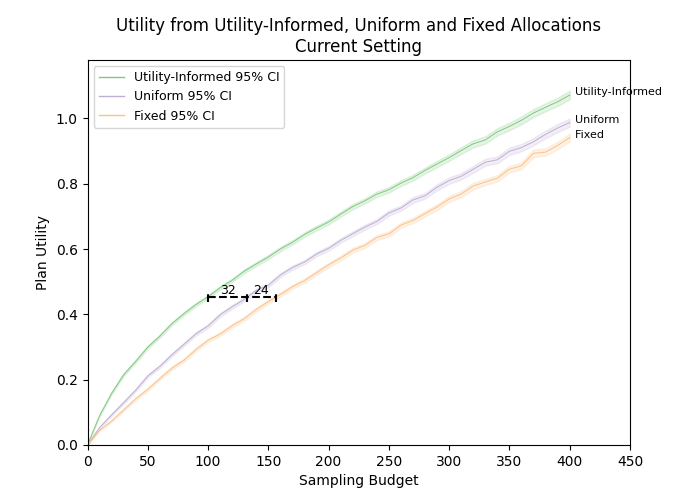 Utility from Utility-Informed, Uniform and Fixed Allocations
Current Setting
Utility-Informed 95% CI
Uniform 95% CI
Fixed 95% CI
Utility-Informed
Uniform
Fixed
32
24
Plan Utility
1.0
0.8
0.6
0.4
0.2
0.0
0
50
100
150
200
250
300
350
400
450
Sampling Budget